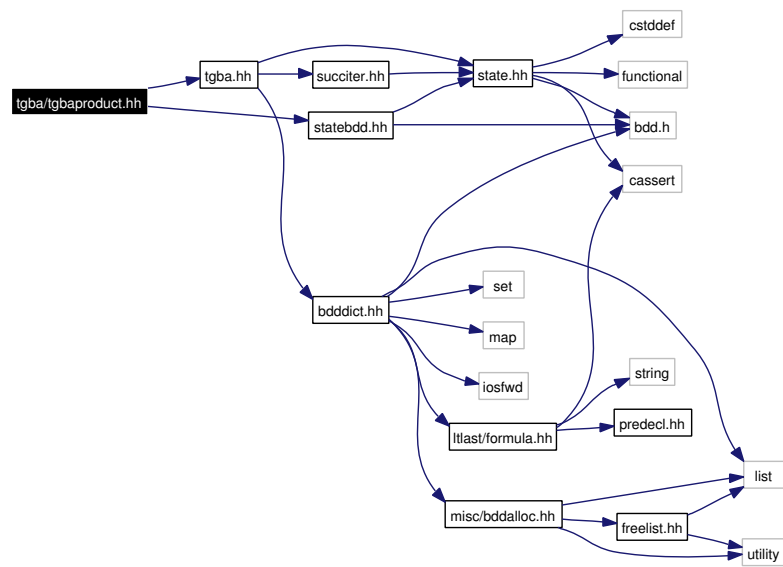 cstddef
tgba.hh
succiter.hh
state.hh
functional
tgba/tgbaproduct.hh
statebdd.hh
bdd.h
cassert
set
bdddict.hh
map
iosfwd
string
ltlast/formula.hh
predecl.hh
list
misc/bddalloc.hh
freelist.hh
utility